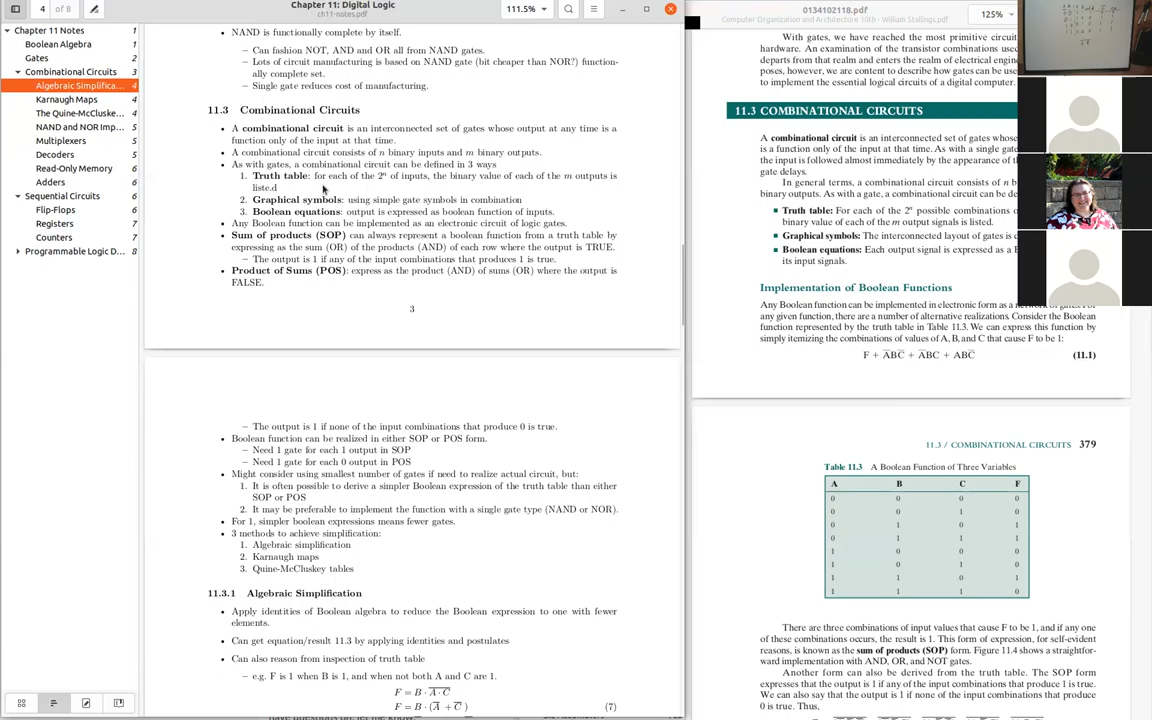 4 of 8
Chapter 11: Digital Logic
ch11-notes.pdf
111.5%
0134102118.pdf
Computer Organization and Architecture 10th - William Stallings.pdf
125%
Chapter 11 Notes 1
Boolean Algebra 1
Gates 2
Combinational Circuits 3
Algebraic Simplifica... 4
Karnaugh Maps 4
The Quine-McCluske... 4
NAND and NOR Imp... 5
Multiplexers 5
Decoders 5
Read-Only Memory 6
Adders 6
Sequential Circuits 6
Flip-Flops 6
Registers 7
Counters 7
Programmable Logic D... 8
• NAND is functionally complete by itself.
– Can fashion NOT, AND and OR all from NAND gates.
– Lots of circuit manufacturing is based on NAND gate (bit cheaper than NOR?) function-
ally complete set.
– Single gate reduces cost of manufacturing.
11.3 Combinational Circuits
• A combinational circuit is an interconnected set of gates whose output at any time is a
function only of the input at that time.
• A combinational circuit consists of n binary inputs and m binary outputs.
• As with gates, a combinational circuit can be defined in 3 ways
1. Truth table: for each of the 2ⁿ of inputs, the binary value of each of the m outputs is
liste.d
2. Graphical symbols: using simple gate symbols in combination
3. Boolean equations: output is expressed as boolean function of inputs.
• Any Boolean function can be implemented as an electronic circuit of logic gates.
• Sum of products (SOP) can always represent a boolean function from a truth table by
expressing as the sum (OR) of the products (AND) of each row where the output is TRUE.
– The output is 1 if any of the input combinations that produces 1 is true.
• Product of Sums (POS): express as the product (AND) of sums (OR) where the output is
FALSE.
3
– The output is 1 if none of the input combinations that produce 0 is true.
• Boolean function can be realized in either SOP or POS form.
– Need 1 gate for each 1 output in SOP
– Need 1 gate for each 0 output in POS
• Might consider using smallest number of gates if need to realize actual circuit, but:
1. It is often possible to derive a simpler Boolean expression of the truth table than either
SOP or POS
2. It may be preferable to implement the function with a single gate type (NAND or NOR).
• For 1, simpler boolean expressions means fewer gates.
• 3 methods to achieve simplification:
1. Algebraic simplification
2. Karnaugh maps
3. Quine-McCluskey tables
11.3.1 Algebraic Simplification
• Apply identities of Boolean algebra to reduce the Boolean expression to one with fewer
elements.
• Can get equation/result 11.3 by applying identities and postulates
• Can also reason from inspection of truth table
– e.g. F is 1 when B is 1, and when not both A and C are 1.
F = B · A̅ ·̅ C̅
F = B · (A̅ + C̅) (7)
With gates, we have reached the most primitive circuit
hardware. An examination of the transistor combinations used
departs from that realm and enters the realm of electrical engine
poses, however, we are content to describe how gates can be use
to implement the essential logical circuits of a digital computer.
11.3 COMBINATIONAL CIRCUITS
A combinational circuit is an interconnected set of gates whose
is a function only of the input at that time. As with a single gate
the input is followed almost immediately by the appearance of t
gate delays.
In general terms, a combinational circuit consists of n b
binary outputs. As with a gate, a combinational circuit can be de
■ Truth table: For each of the 2ⁿ possible combinations o
binary value of each of the m output signals is listed.
■ Graphical symbols: The interconnected layout of gates is d
■ Boolean equations: Each output signal is expressed as a B
its input signals.
Implementation of Boolean Functions
Any Boolean function can be implemented in electronic form as a network of gates. For
any given function, there are a number of alternative realizations. Consider the Boolean
function represented by the truth table in Table 11.3. We can express this function by
simply itemizing the combinations of values of A, B, and C that cause F to be 1:
F + A̅BC̅ + A̅BC + ABC̅ (11.1)
11.3 / COMBINATIONAL CIRCUITS 379
Table 11.3 A Boolean Function of Three Variables
A B C F
0 0 0 0
0 0 1 0
0 1 0 1
0 1 1 1
1 0 0 0
1 0 1 0
1 1 0 1
1 1 1 0
There are three combinations of input values that cause F to be 1, and if any one
of these combinations occurs, the result is 1. This form of expression, for self-evident
reasons, is known as the sum of products (SOP) form. Figure 11.4 shows a straightfor-
ward implementation with AND, OR, and NOT gates.
Another form can also be derived from the truth table. The SOP form
expresses that the output is 1 if any of the input combinations that produce 1 is true.
We can also say that the output is 1 if none of the input combinations that produce
0 is true. Thus,